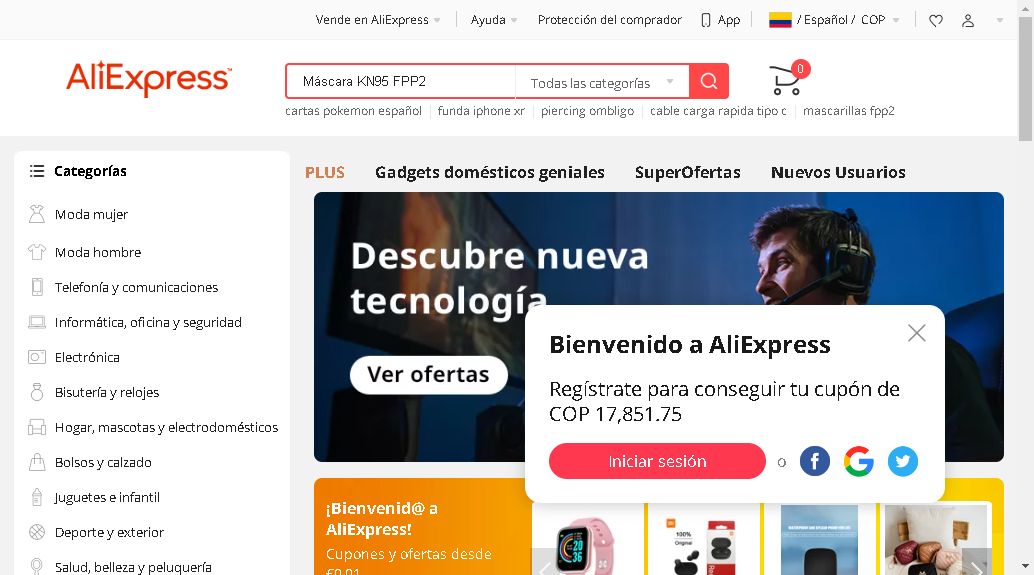 Vende en AliExpress
Ayuda
Protección del comprador
App
/ Español / COP
AliExpress
Máscara KN95 FPP2
Todas las categorías
0
cartas pokemon español
funda iphone xr
piercing ombligo
cable carga rapida tipo c
mascarillas fpp2
Categorías
PLUS
Gadgets domésticos geniales
SuperOfertas
Nuevos Usuarios
Moda mujer
Moda hombre
Telefonía y comunicaciones
Informática, oficina y seguridad
Electrónica
Bisutería y relojes
Hogar, mascotas y electrodomésticos
Bolsos y calzado
Juguetes e infantil
Deporte y exterior
Salud, belleza y peluquería
Descubre nueva
tecnología
Ver ofertas
Bienvenido a AliExpress
Regístrate para conseguir tu cupón de
COP 17,851.75
Iniciar sesión
o
¡Bienvenid@ a
AliExpress!
Cupones y ofertas desde
€0.01
100%
Original